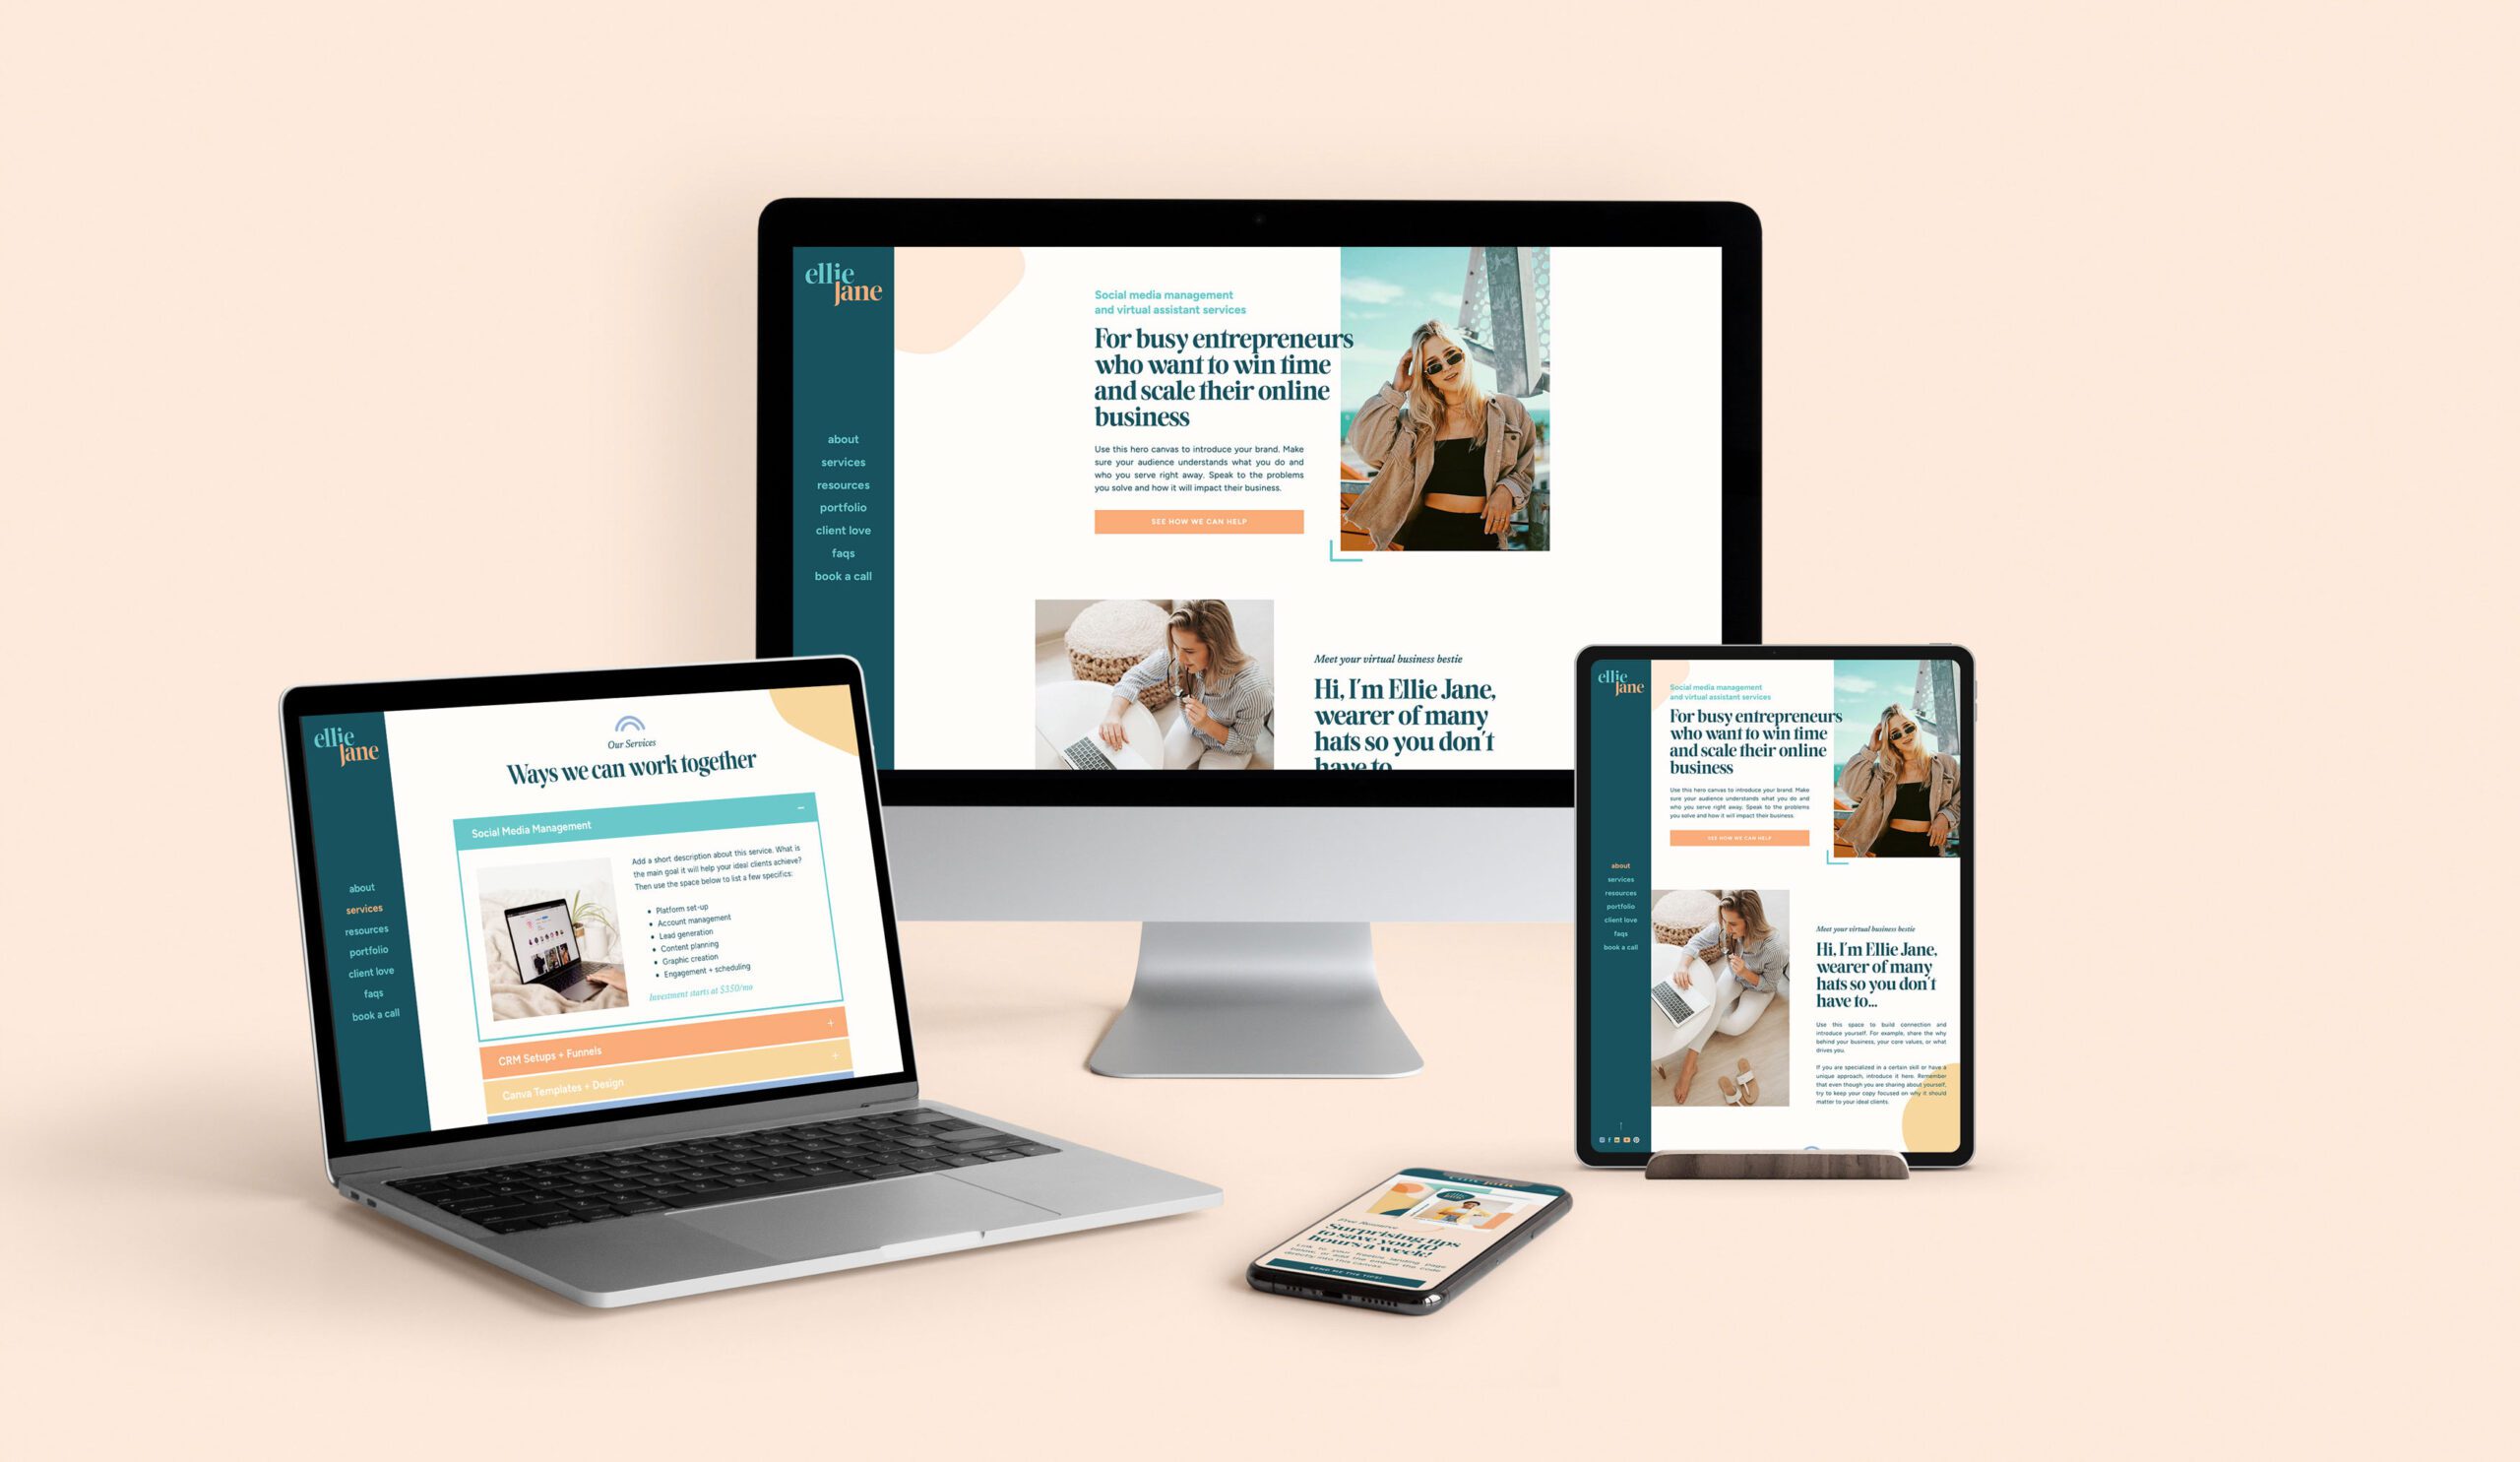 ellie
Jane
about
services
resources
portfolio
client love
faqs
book a call
Social media management
and virtual assistant services
For busy entrepreneurs
who want to win time
and scale their online
business
Use this hero canvas to introduce your brand. Make
sure your audience understands what you do and
who you serve right away. Speak to the problems
you solve and how it will impact their business.
SEE HOW WE CAN HELP
Meet your virtual business bestie
Hi, I'm Ellie Jane,
wearer of many
hats so you don't
have to
ellie
Jane
about
services
resources
portfolio
client love
faqs
book a call
Our Services
Ways we can work together
Social Media Management
Add a short description about this service. What is
the main goal it will help your ideal clients achieve?
Then use the space below to list a few specifics:
• Platform set-up
• Account management
• Lead generation
• Content planning
• Graphic creation
• Engagement + scheduling
Investment starts at $350/mo
CRM Setups + Funnels
Canva Templates + Design
ellie
Jane
about
services
resources
portfolio
client love
faqs
book a call
Social media management
and virtual assistant services
For busy entrepreneurs
who want to win time
and scale their online
business
Use this hero canvas to introduce your brand. Make
sure your audience understands what you do and
who you serve right away. Speak to the problems
you solve and how it will impact their business.
SEE HOW WE CAN HELP
Meet your virtual business bestie
Hi, I'm Ellie Jane,
wearer of many
hats so you don't
have to...
Use this space to build connection and
introduce yourself. For example, share the why
behind your business, your core values, or what
drives you.
If you are specialized in a certain skill or have a
unique approach, introduce it here. Remember
that even though you are sharing about yourself,
try to keep your copy focused on why it should
matter to your ideal clients.
Free Resource
Surprising tips
to save you 10
hours a week!
Link to your freebie landing page
below, or add the embed the code
directly into this canvas.
SEND ME THE TIPS!